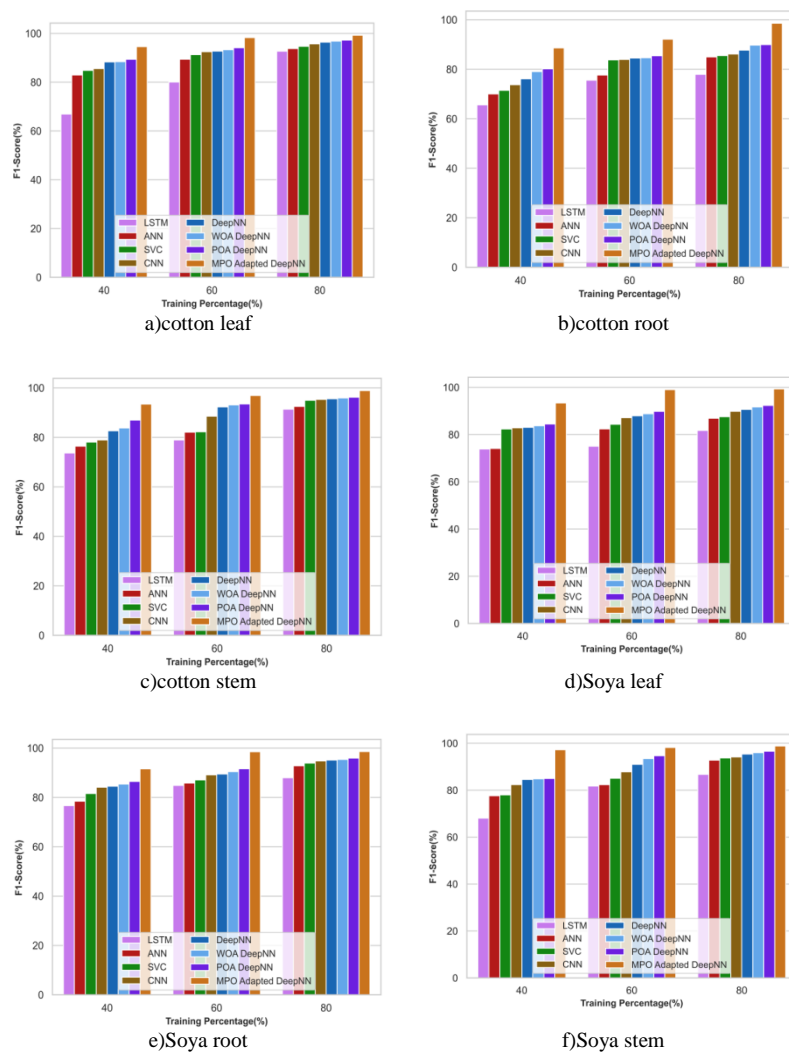 100
80
60
40
20
0
F1-Score(%)
LSTM DeepNN
ANN WOA DeepNN
SVC POA DeepNN
CNN MPO Adapted DeepNN
40 60 80
Training Percentage(%)
a)cotton leaf
100
80
60
40
20
0
F1-Score(%)
LSTM DeepNN
ANN WOA DeepNN
SVC POA DeepNN
CNN MPO Adapted DeepNN
40 60 80
Training Percentage(%)
b)cotton root
100
80
60
40
20
0
F1-Score(%)
LSTM DeepNN
ANN WOA DeepNN
SVC POA DeepNN
CNN MPO Adapted DeepNN
40 60 80
Training Percentage(%)
c)cotton stem
100
80
60
40
20
0
F1-Score(%)
LSTM DeepNN
ANN WOA DeepNN
SVC POA DeepNN
CNN MPO Adapted DeepNN
40 60 80
Training Percentage(%)
d)Soya leaf
100
80
60
40
20
0
F1-Score(%)
LSTM DeepNN
ANN WOA DeepNN
SVC POA DeepNN
CNN MPO Adapted DeepNN
40 60 80
Training Percentage(%)
e)Soya root
100
80
60
40
20
0
F1-Score(%)
LSTM DeepNN
ANN WOA DeepNN
SVC POA DeepNN
CNN MPO Adapted DeepNN
40 60 80
Training Percentage(%)
f)Soya stem